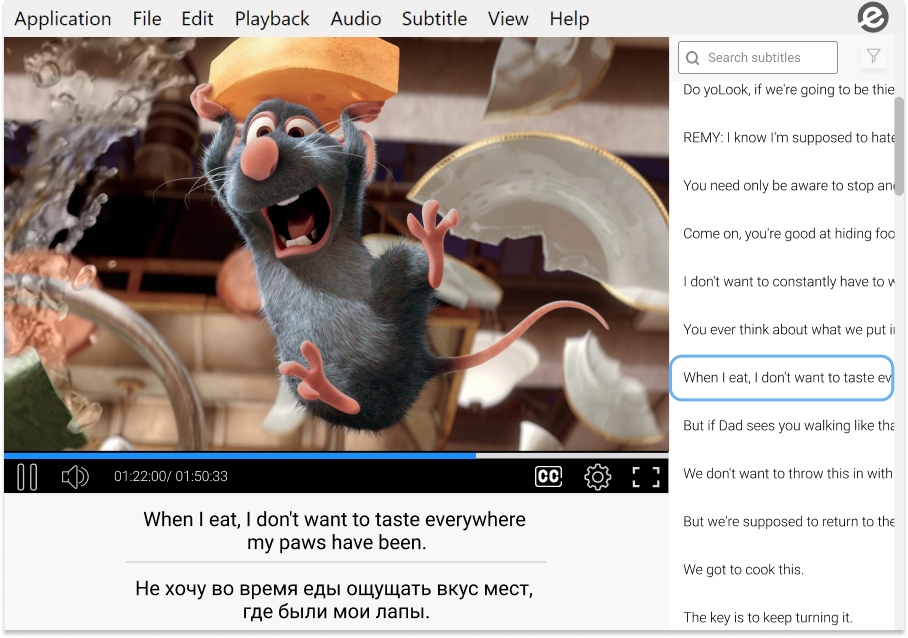 Application File Edit Playback Audio Subtitle View Help
e
Search subtitles
Do yoLook, if we're going to be thie
REMY: I know I'm supposed to hate
You need only be aware to stop and
Come on, you're good at hiding foo
I don't want to constantly have to w
You ever think about what we put in
When I eat, I don't want to taste ev
But if Dad sees you walking like tha
We don't want to throw this in with
But we're supposed to return to the
We got to cook this.
The key is to keep turning it.
01:22:00/ 01:50:33
CC
When I eat, I don't want to taste everywhere
my paws have been.
Не хочу во время еды ощущать вкус мест,
где были мои лапы.